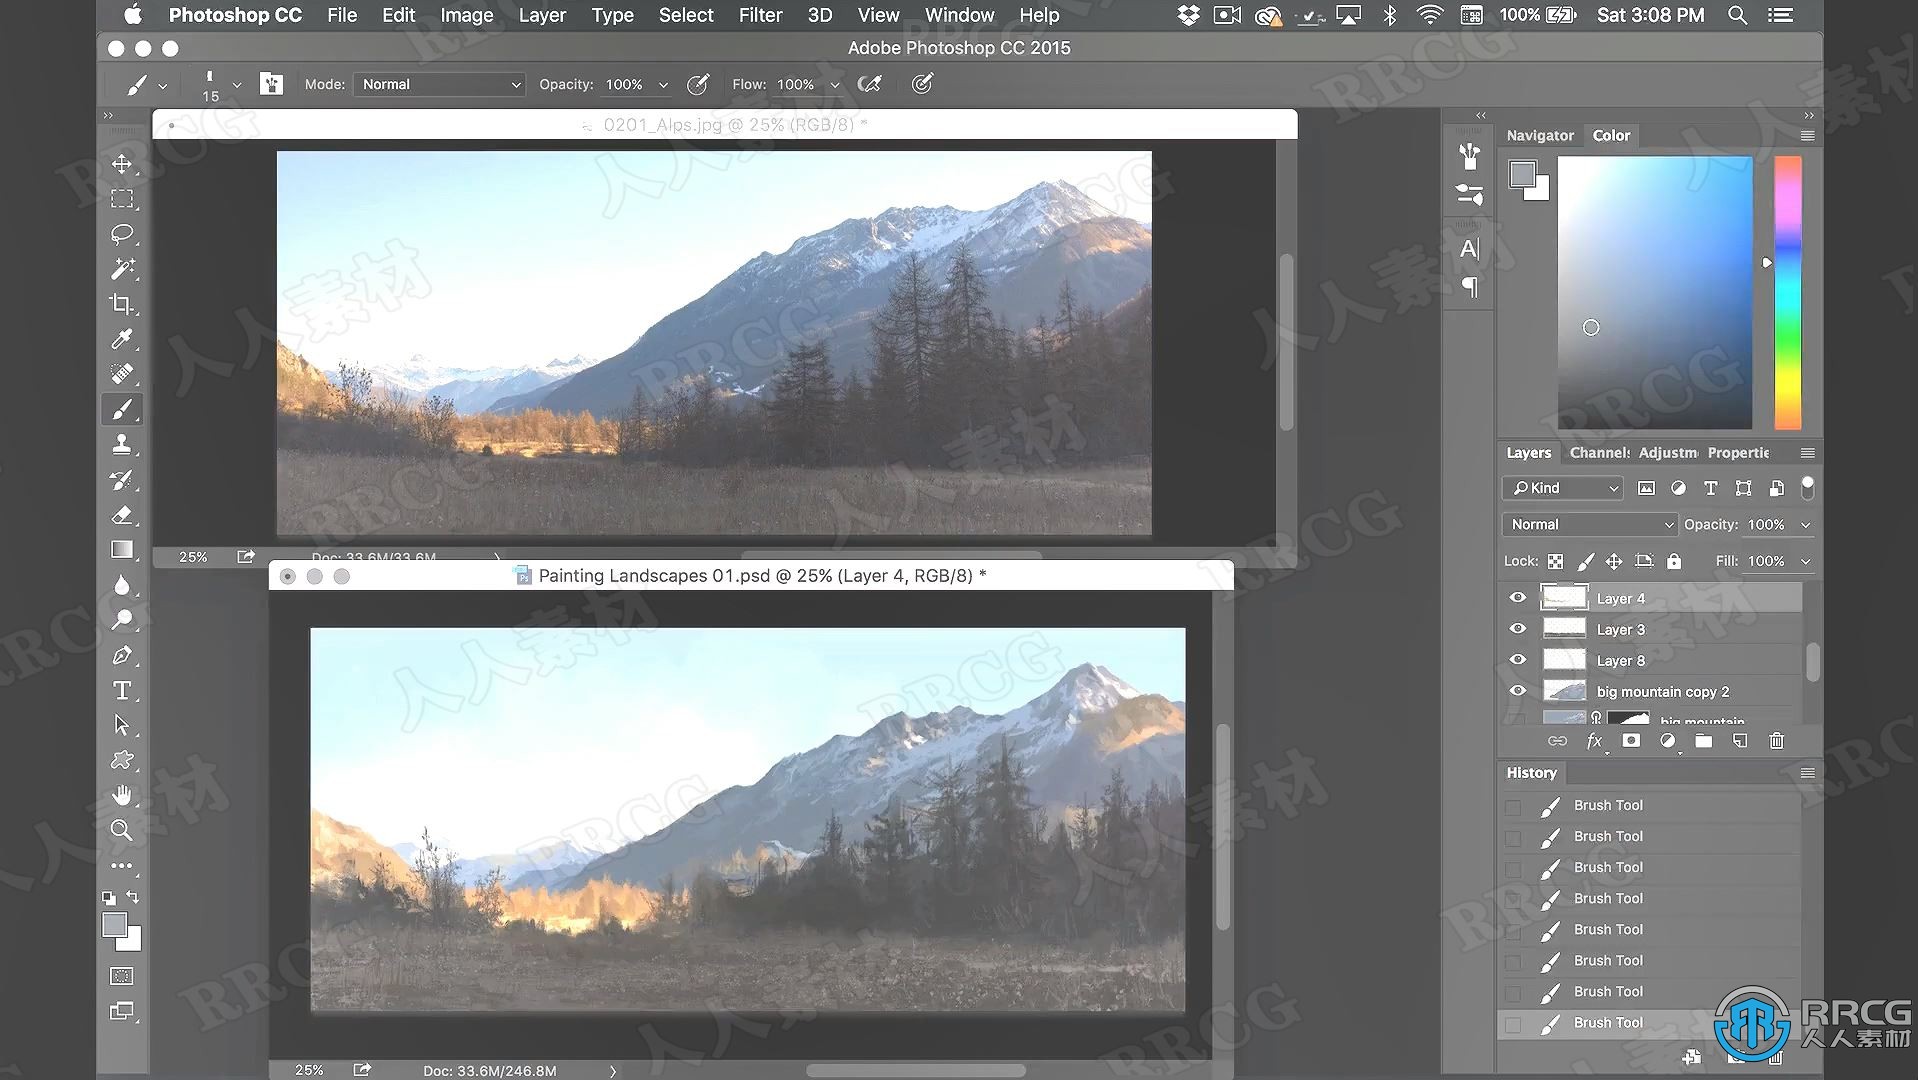 Photoshop CC File Edit Image Layer Type Select Filter 3D View Window Help 100% Sat 3:08 PM
Adobe Photoshop CC 2015
15 Mode: Normal Opacity: 100% Flow: 100%
0201_Alps.jpg @ 25% (RGB/8) *
25% Doc: 33.6M/33.6M
Painting Landscapes 01.psd @ 25% (Layer 4, RGB/8) *
25% Doc: 33.6M/246.8M
Navigator Color
Layers Channel: Adjustm Propertie
Kind
Normal Opacity: 100%
Lock: Fill: 100%
Layer 4
Layer 3
Layer 8
big mountain copy 2
big mountain
History
Brush Tool
Brush Tool
Brush Tool
Brush Tool
Brush Tool
Brush Tool
Brush Tool
Brush Tool
RRCG
人人素材